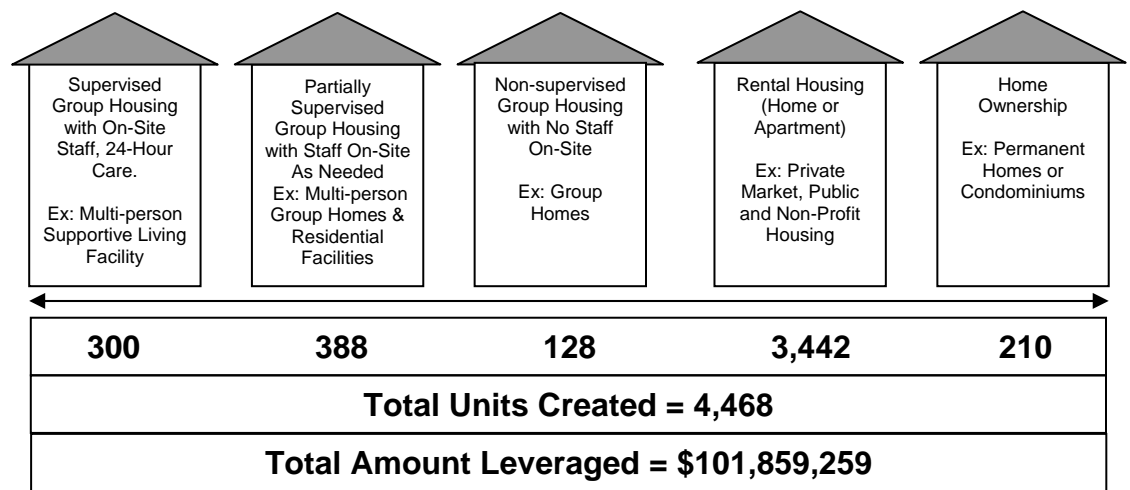 Supervised
Group Housing
with On-Site
Staff, 24-Hour
Care.
Ex: Multi-person
Supportive Living
Facility
Partially
Supervised
Group Housing
with Staff On-Site
As Needed
Ex: Multi-person
Group Homes &
Residential
Facilities
Non-supervised
Group Housing
with No Staff
On-Site
Ex: Group
Homes
Rental Housing
(Home or
Apartment)
Ex: Private
Market, Public
and Non-Profit
Housing
Home
Ownership
Ex: Permanent
Homes or
Condominiums
300 388 128 3,442 210
Total Units Created = 4,468
Total Amount Leveraged = $101,859,259